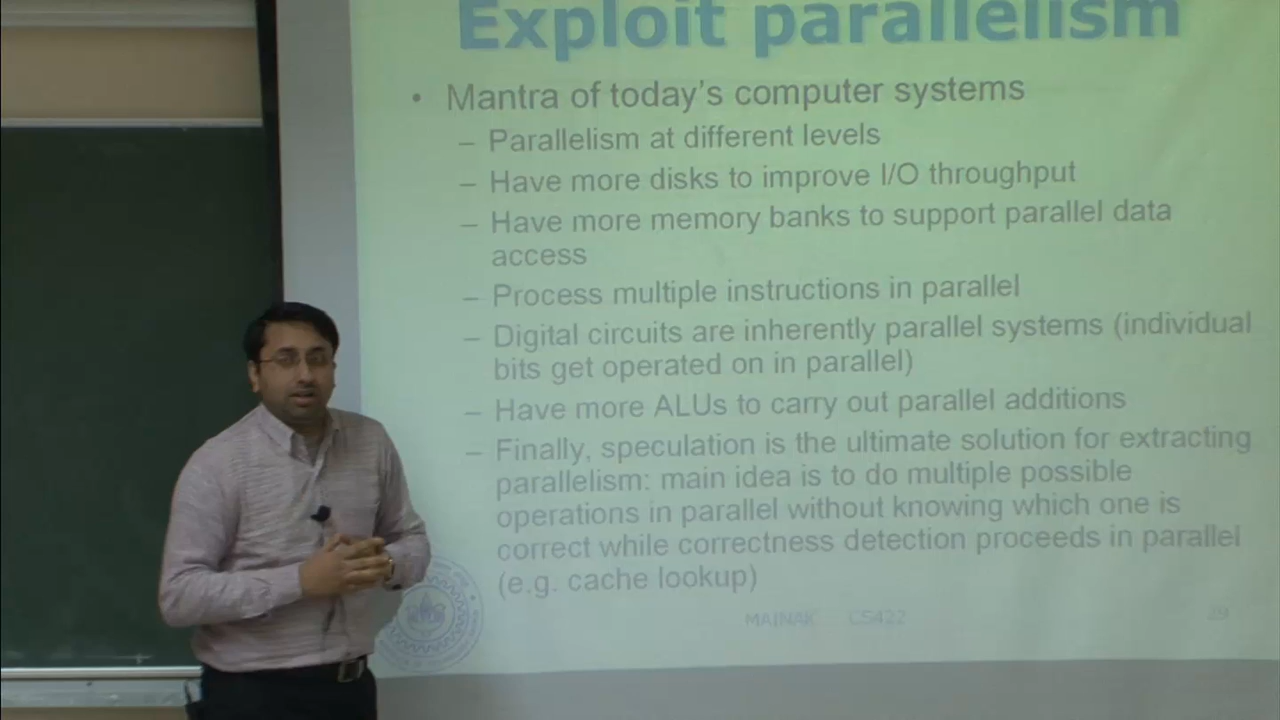 Exploit parallelism
• Mantra of today's computer systems
– Parallelism at different levels
– Have more disks to improve I/O throughput
– Have more memory banks to support parallel data
access
– Process multiple instructions in parallel
– Digital circuits are inherently parallel systems (individual
bits get operated on in parallel)
– Have more ALUs to carry out parallel additions
– Finally, speculation is the ultimate solution for extracting
parallelism: main idea is to do multiple possible
operations in parallel without knowing which one is
correct while correctness detection proceeds in parallel
(e.g. cache lookup)
MAINAK CS422